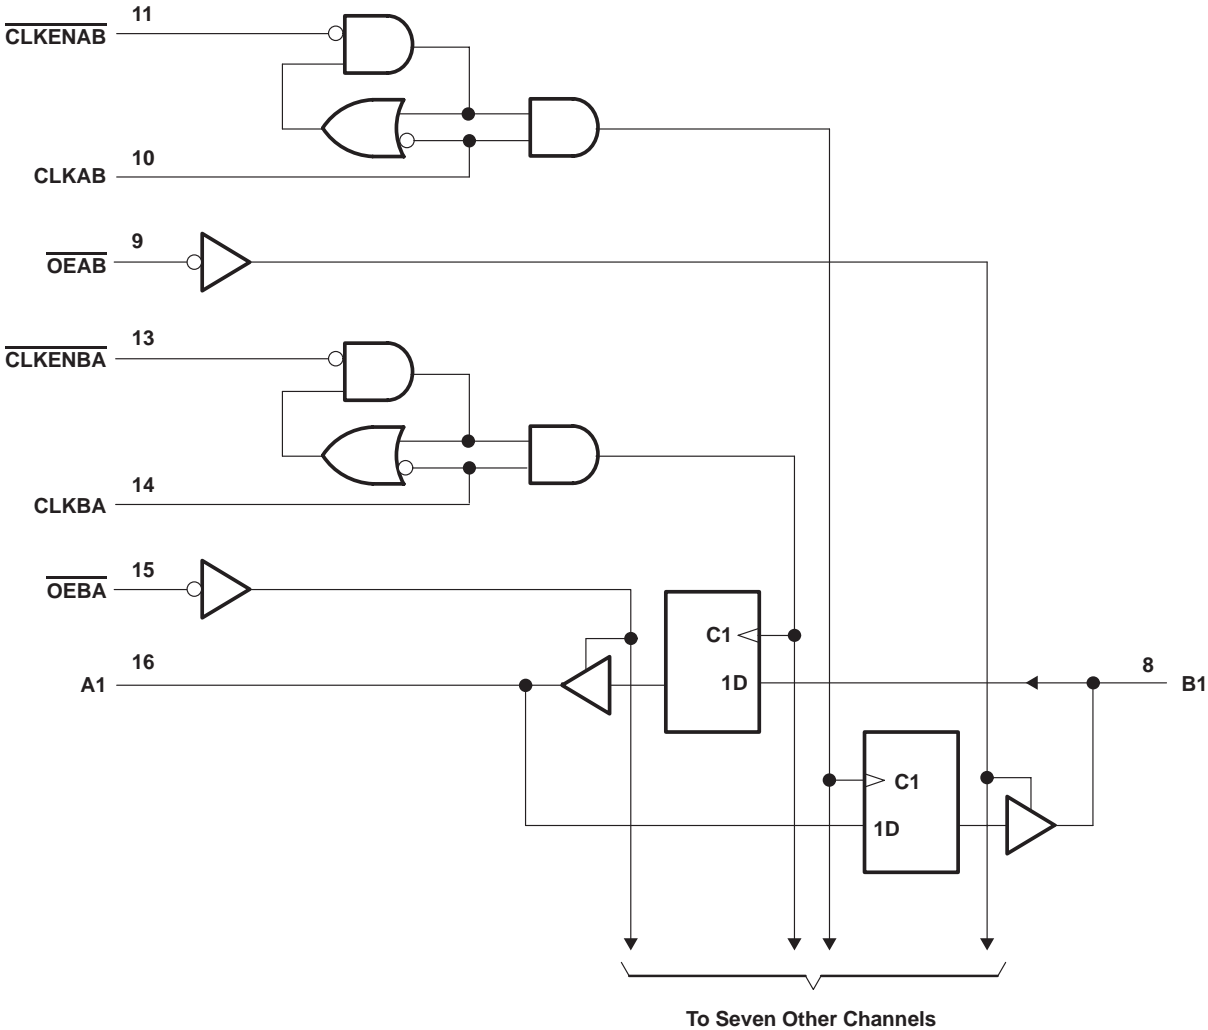 11
CLKENAB
10
CLKAB
9
OEAB
13
CLKENBA
14
CLKBA
15
OEBA
C1
16
A1
1D
8
B1
C1
1D
To Seven Other Channels